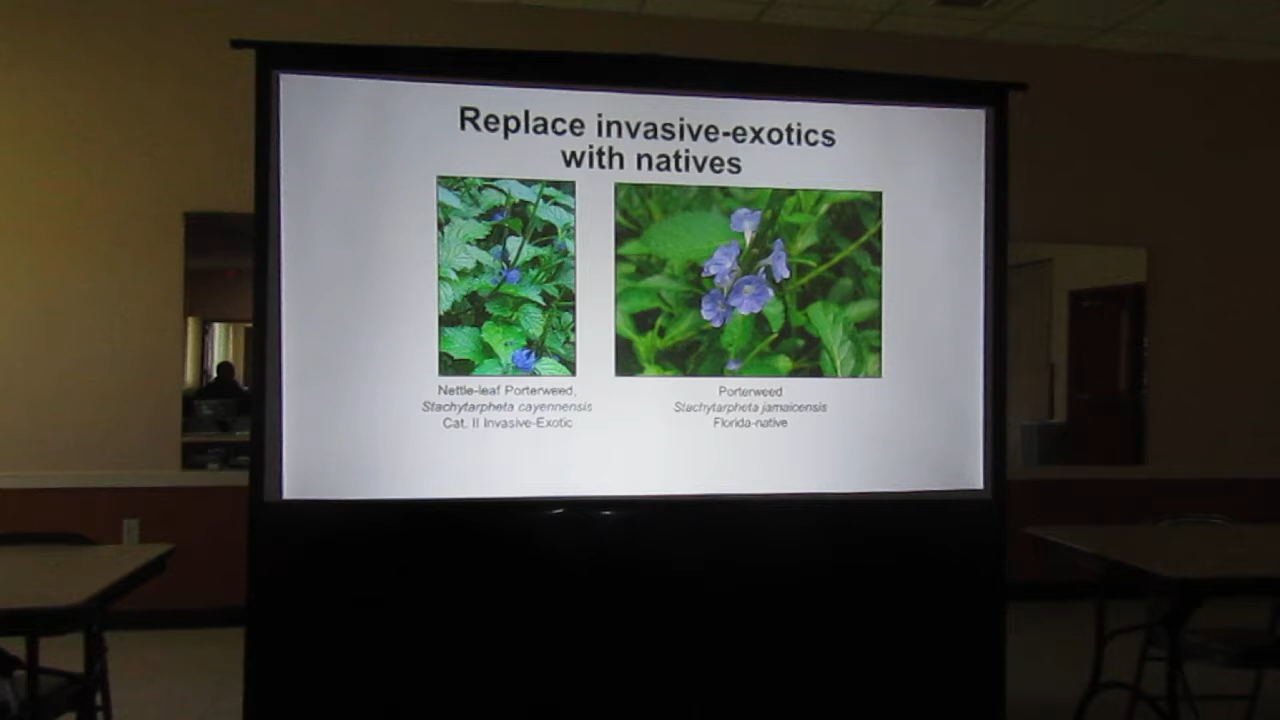 Replace invasive-exotics
with natives
Nettle-leaf Porterweed,
Stachytarpheta cayennensis
Cat. II Invasive-Exotic
Porterweed
Stachytarpheta jamaicensis
Florida-native